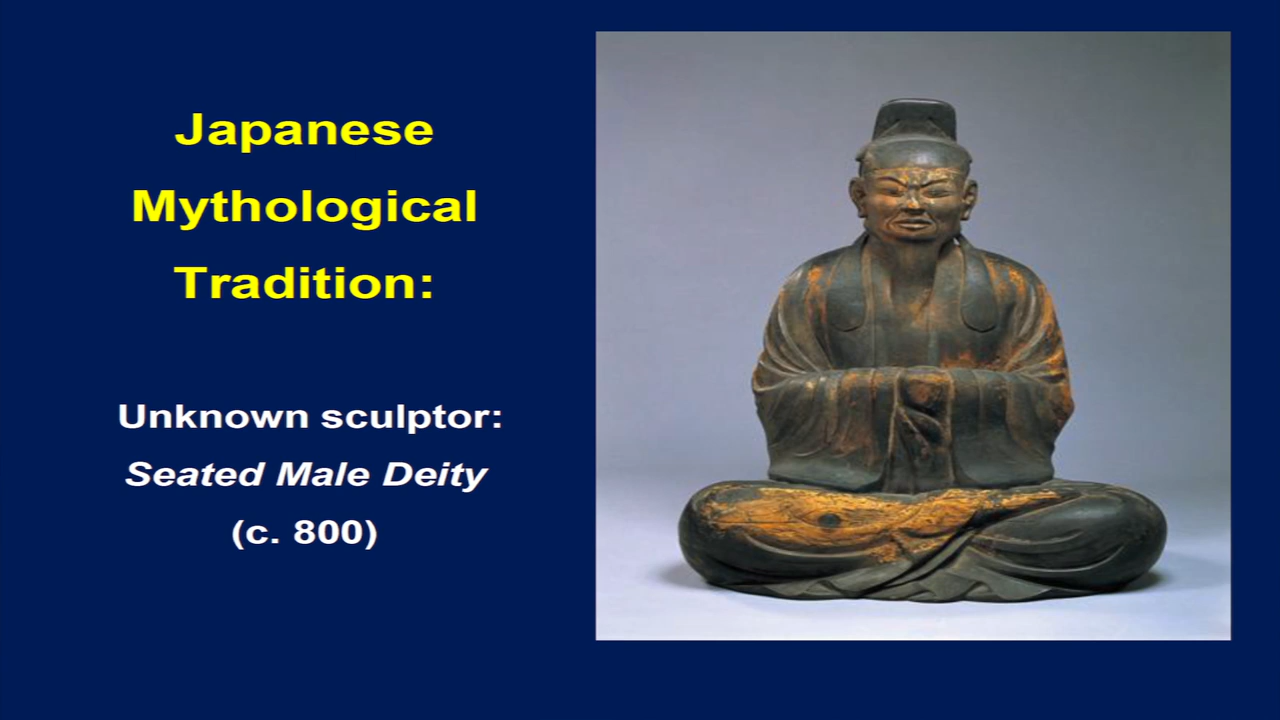 Japanese
Mythological
Tradition:
Unknown sculptor:
Seated Male Deity
(c. 800)